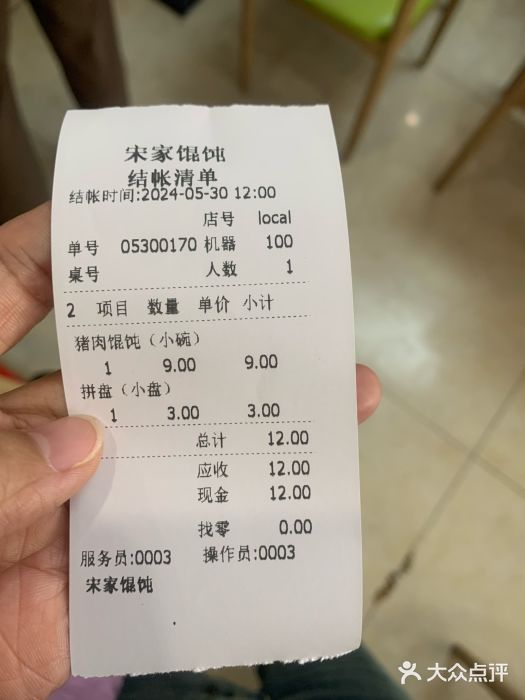 宋家馄饨
结帐清单
结帐时间:2024-05-30 12:00
店号 local
单号 05300170 机器 100
桌号 人数 1
2 项目 数量 单价 小计
猪肉馄饨（小碗）
1 9.00 9.00
拼盘（小盘）
1 3.00 3.00
总计 12.00
应收 12.00
现金 12.00
找零 0.00
服务员:0003 操作员:0003
宋家馄饨
大众点评